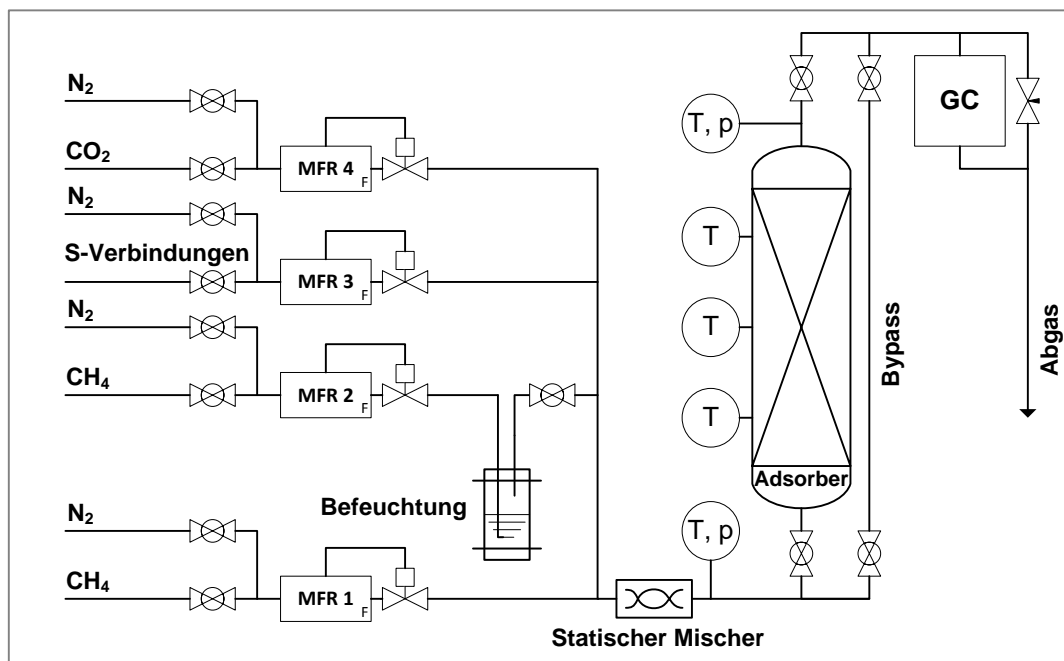 N2
CO2
MFR 4
F
N2
S-Verbindungen
MFR 3
F
N2
CH4
MFR 2
F
Befeuchtung
N2
CH4
MFR 1
F
Statischer Mischer
T, p
T
T
T
T, p
Adsorber
Bypass
GC
Abgas